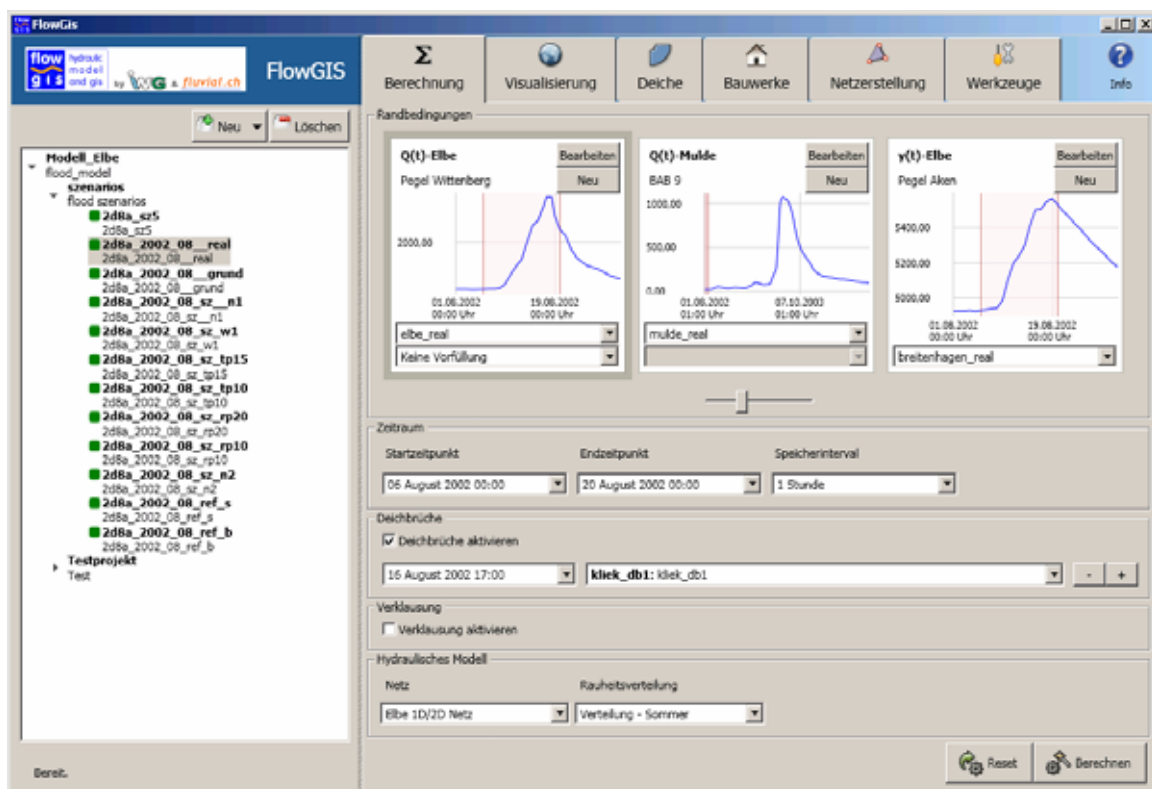 FlowGis
flow gis hydraulic model and gis by IWG & fluvial.ch
FlowGIS
Σ
Berechnung
Visualisierung
Deiche
Bauwerke
Netzerstellung
Werkzeuge
?
Info
Neu
Löschen
Modell_Elbe
flood_model
szenarios
flood szenarios
2d8a_sz5
2d8a_sz5
2d8a_2002_08__real
2d8a_2002_08__real
2d8a_2002_08__grund
2d8a_2002_08__grund
2d8a_2002_08_sz__n1
2d8a_2002_08_sz__n1
2d8a_2002_08_sz_w1
2d8a_2002_08_sz_w1
2d8a_2002_08_sz_tp15
2d8a_2002_08_sz_tp15
2d8a_2002_08_sz_tp10
2d8a_2002_08_sz_tp10
2d8a_2002_08_sz_rp20
2d8a_2002_08_sz_rp20
2d8a_2002_08_sz_rp10
2d8a_2002_08_sz_rp10
2d8a_2002_08_sz_n2
2d8a_2002_08_sz_n2
2d8a_2002_08_ref_s
2d8a_2002_08_ref_s
2d8a_2002_08_ref_b
2d8a_2002_08_ref_b
Testprojekt
Test
Bereit.
Randbedingungen
Q(t)-Elbe
Bearbeiten
Pegel Wittenberg
Neu
2000.00
01.08.2002
00:00 Uhr
19.08.2002
00:00 Uhr
elbe_real
Keine Vorfüllung
Q(t)-Mulde
Bearbeiten
BAB 9
Neu
1000.00
500.00
0.00
01.08.2002
01:00 Uhr
07.10.2003
01:00 Uhr
mulde_real
y(t)-Elbe
Bearbeiten
Pegel Aken
Neu
5400.00
5200.00
5000.00
01.08.2002
00:00 Uhr
19.08.2002
00:00 Uhr
breitenhagen_real
Zeitraum
Startzeitpunkt
Endzeitpunkt
Speicherinterval
06 August 2002 00:00
20 August 2002 00:00
1 Stunde
Deichbrüche
Deichbrüche aktivieren
16 August 2002 17:00
kliek_db1: kliek_db1
-
+
Verklausung
Verklausung aktivieren
Hydraulisches Modell
Netz
Rauheitsverteilung
Elbe 1D/2D Netz
Verteilung - Sommer
Reset
Berechnen